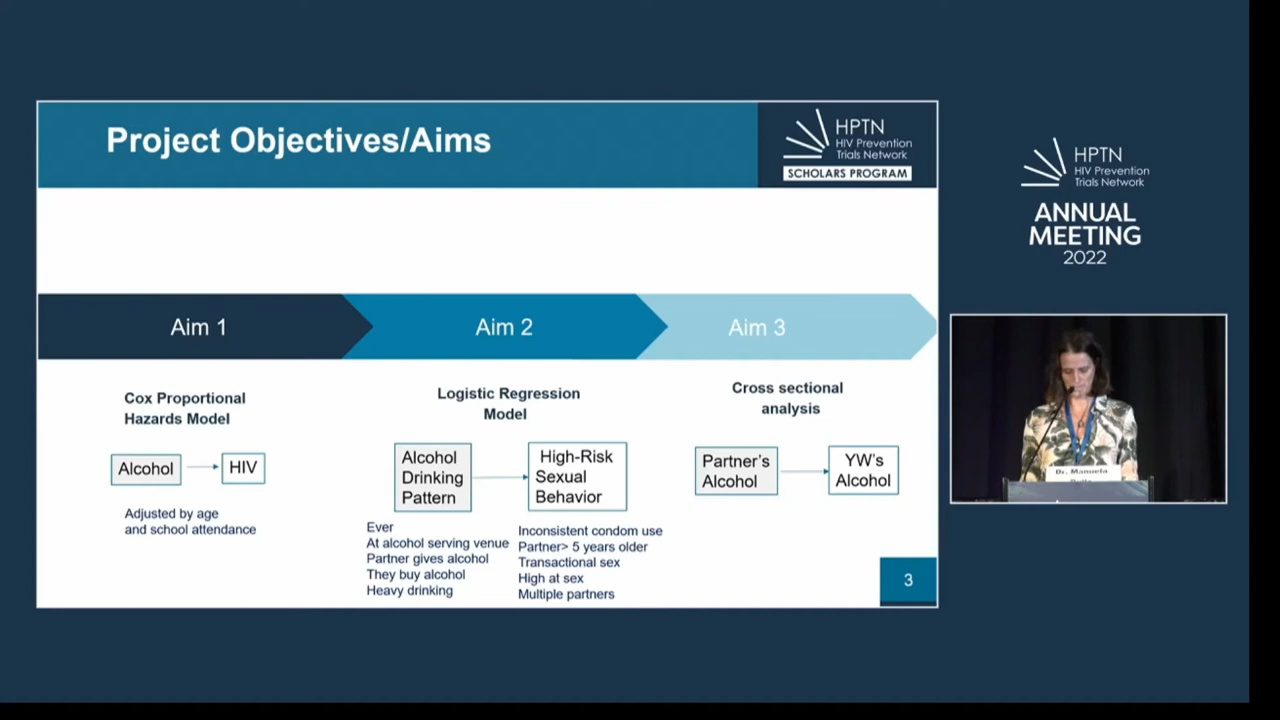 Project Objectives/Aims
HPTN
HIV Prevention
Trials Network
SCHOLARS PROGRAM
Aim 1
Aim 2
Aim 3
Cox Proportional
Hazards Model
Alcohol
HIV
Adjusted by age
and school attendance
Logistic Regression
Model
Alcohol
Drinking
Pattern
High-Risk
Sexual
Behavior
Ever
At alcohol serving venue
Partner gives alcohol
They buy alcohol
Heavy drinking
Inconsistent condom use
Partner> 5 years older
Transactional sex
High at sex
Multiple partners
Cross sectional
analysis
Partner's
Alcohol
YW's
Alcohol
3
HPTN
HIV Prevention
Trials Network
ANNUAL
MEETING
2022
Dr. Manuela